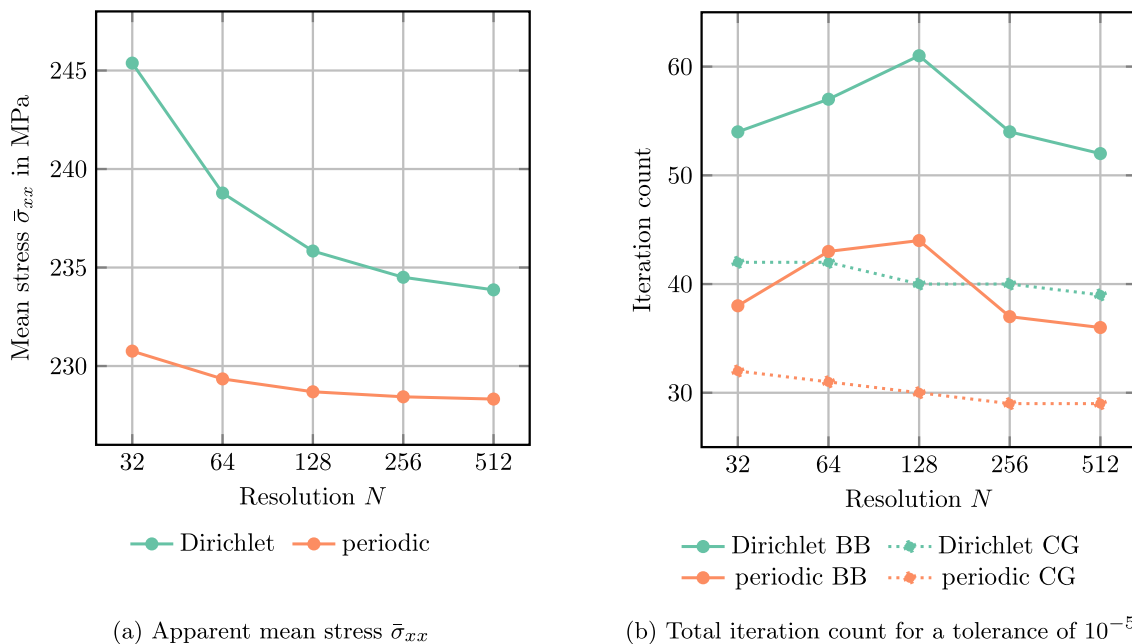 Mean stress σ̄xx in MPa
245
240
235
230
32 64 128 256 512
Resolution N
Dirichlet periodic
(a) Apparent mean stress σ̄xx
Iteration count
60
50
40
30
32 64 128 256 512
Resolution N
Dirichlet BB Dirichlet CG
periodic BB periodic CG
(b) Total iteration count for a tolerance of 10⁻⁵